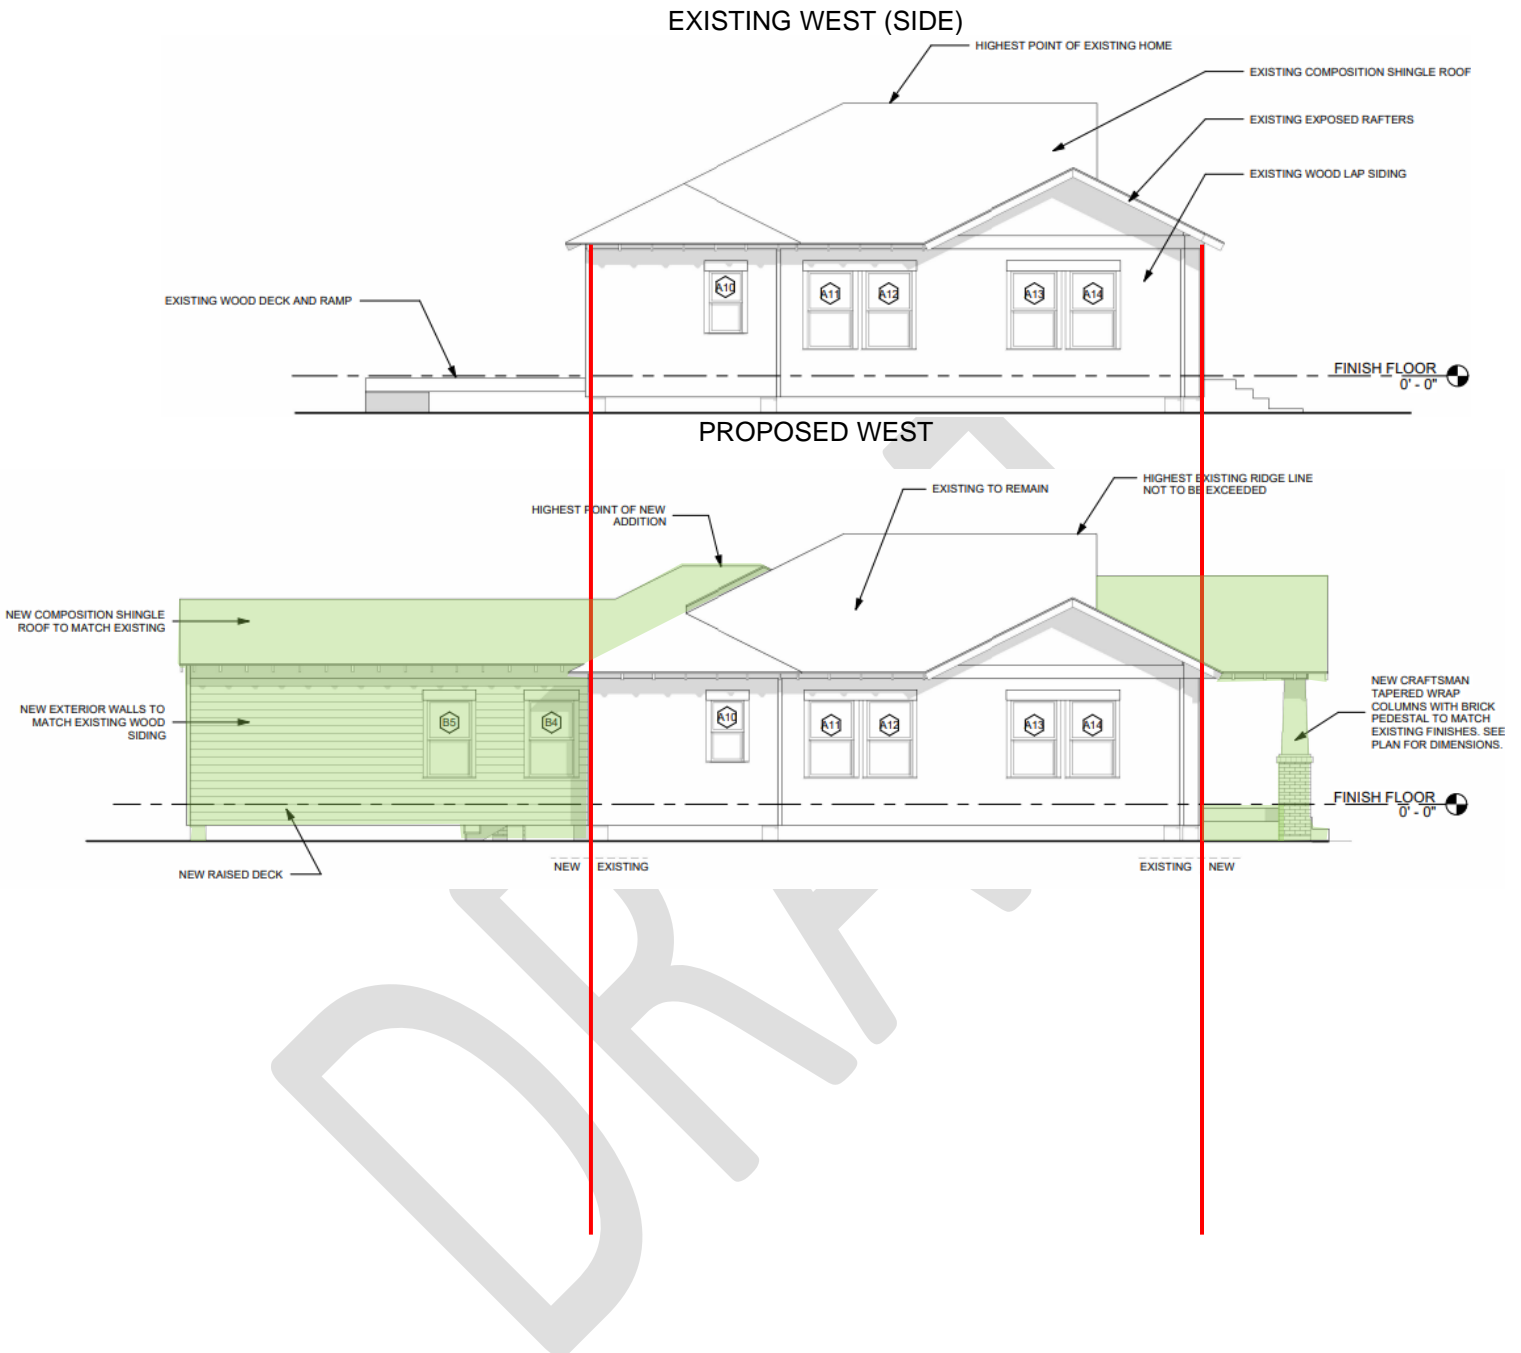 EXISTING WEST (SIDE)
HIGHEST POINT OF EXISTING HOME
EXISTING COMPOSITION SHINGLE ROOF
EXISTING EXPOSED RAFTERS
EXISTING WOOD LAP SIDING
A10
A11
A12
A13
A14
EXISTING WOOD DECK AND RAMP
FINISH FLOOR
0' - 0"
PROPOSED WEST
HIGHEST EXISTING RIDGE LINE
NOT TO BE EXCEEDED
EXISTING TO REMAIN
HIGHEST POINT OF NEW
ADDITION
NEW COMPOSITION SHINGLE
ROOF TO MATCH EXISTING
NEW EXTERIOR WALLS TO
MATCH EXISTING WOOD
SIDING
B5
B4
A10
A11
A12
A13
A14
NEW CRAFTSMAN
TAPERED WRAP
COLUMNS WITH BRICK
PEDESTAL TO MATCH
EXISTING FINISHES. SEE
PLAN FOR DIMENSIONS.
FINISH FLOOR
0' - 0"
NEW RAISED DECK
NEW EXISTING
EXISTING NEW
DRAFT